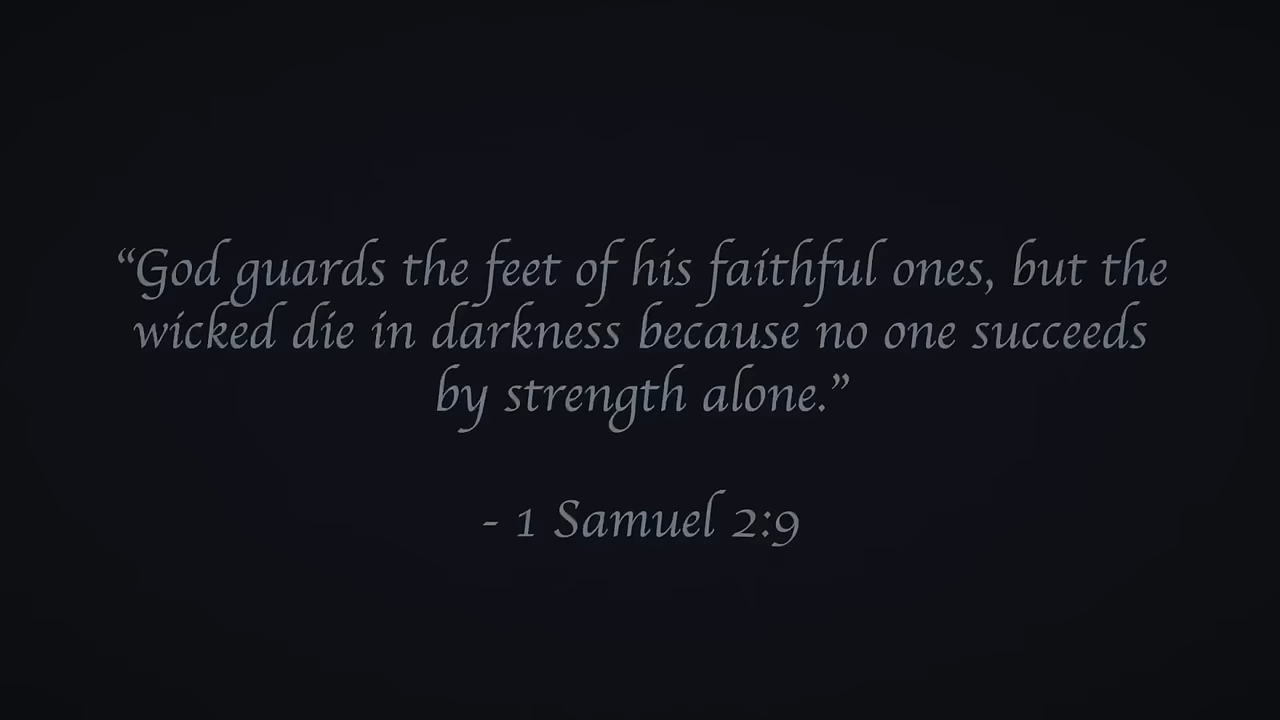 “God guards the feet of his faithful ones, but the
wicked die in darkness because no one succeeds
by strength alone.”
- 1 Samuel 2:9